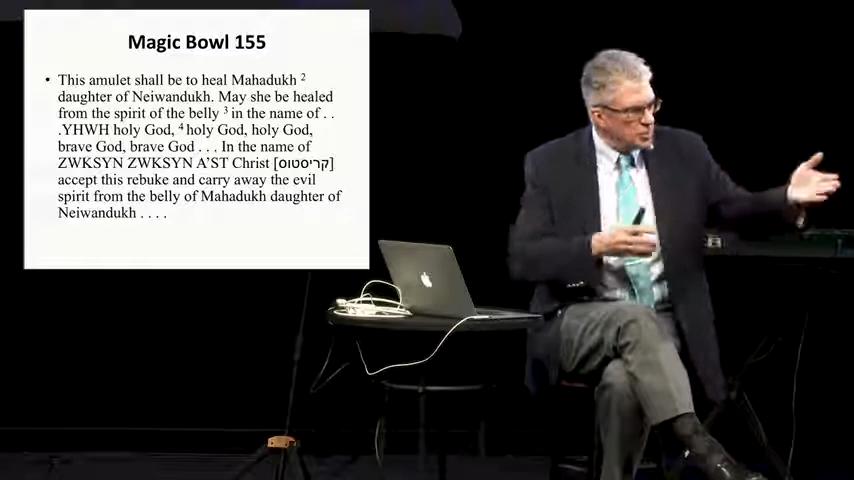 Magic Bowl 155
• This amulet shall be to heal Mahadukh ²
daughter of Neiwandukh. May she be healed
from the spirit of the belly ³ in the name of . .
.YHWH holy God, ⁴ holy God, holy God,
brave God, brave God . . . In the name of
ZWKSYN ZWKSYN A’ST Christ [קריסטוס]
accept this rebuke and carry away the evil
spirit from the belly of Mahadukh daughter of
Neiwandukh . . . .